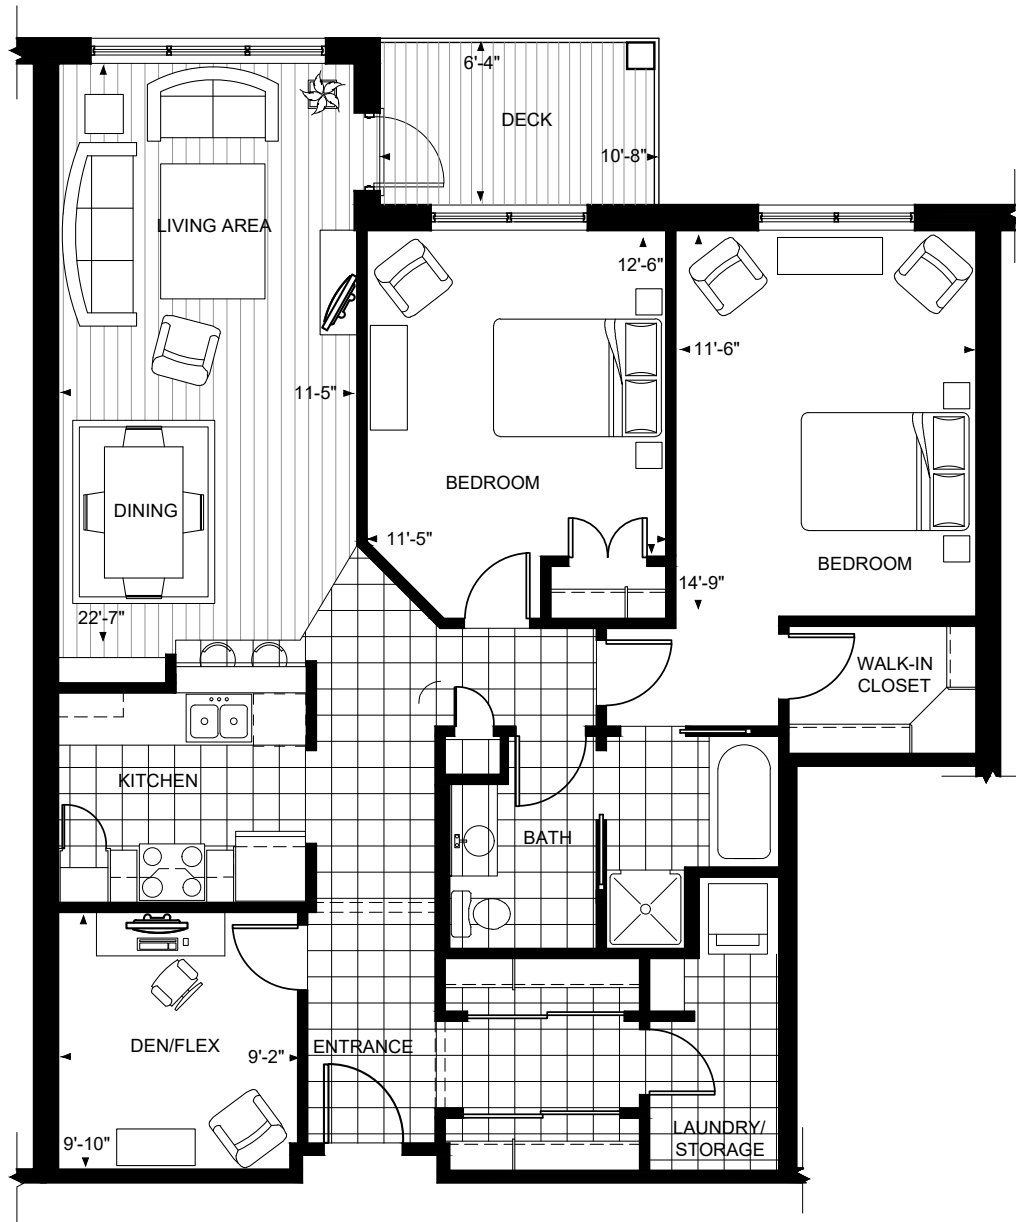 6'-4"
DECK
10'-8"
LIVING AREA
12'-6"
11'-6"
11-5"
BEDROOM
DINING
11'-5"
BEDROOM
14'-9"
22'-7"
WALK-IN
CLOSET
KITCHEN
BATH
DEN/FLEX
9'-2"
ENTRANCE
9'-10"
LAUNDRY/
STORAGE